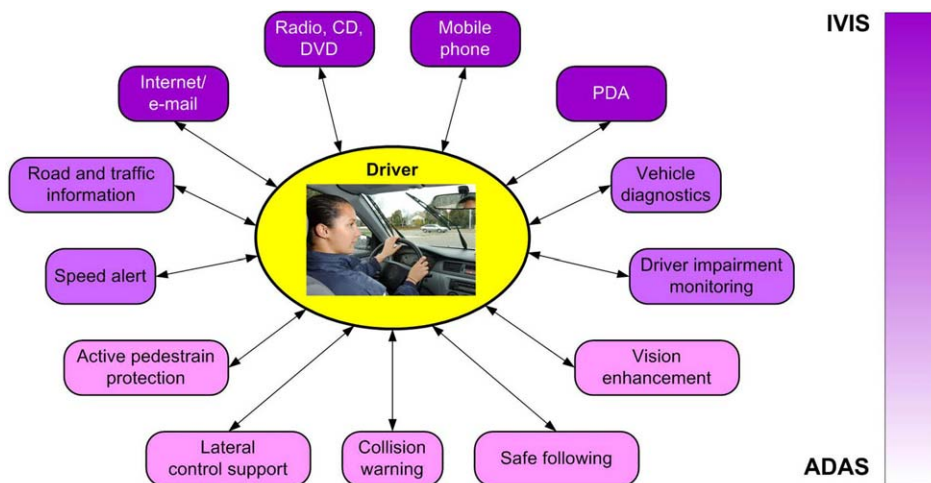 Radio, CD,
DVD
Mobile
phone
IVIS
Internet/
e-mail
PDA
Driver
Road and traffic
information
Vehicle
diagnostics
Speed alert
Driver impairment
monitoring
Active pedestrain
protection
Vision
enhancement
Lateral
control support
Collision
warning
Safe following
ADAS